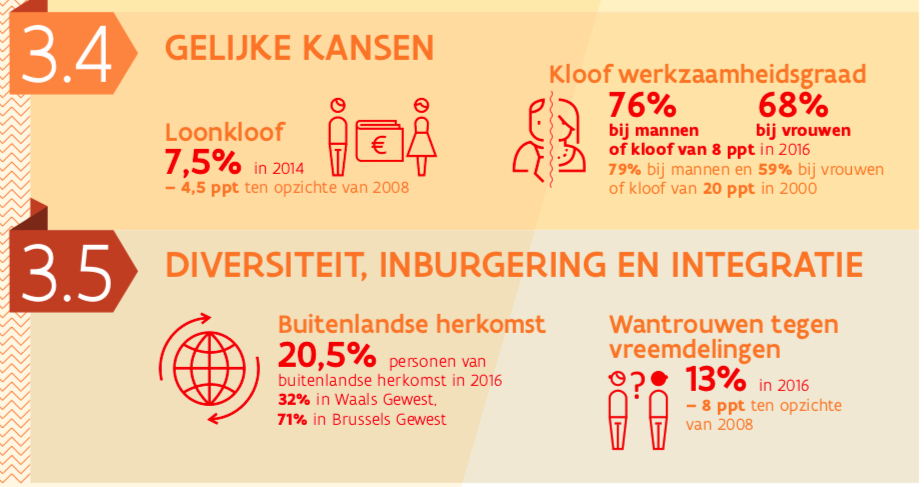 3.4
GELIJKE KANSEN
Loonkloof
7,5% in 2014
– 4,5 ppt ten opzichte van 2008
€
Kloof werkzaamheidsgraad
76% 68%
bij mannen bij vrouwen
of kloof van 8 ppt in 2016
79% bij mannen en 59% bij vrouwen
of kloof van 20 ppt in 2000
3.5
DIVERSITEIT, INBURGERING EN INTEGRATIE
Buitenlandse herkomst
20,5% personen van
buitenlandse herkomst in 2016
32% in Waals Gewest,
71% in Brussels Gewest
Wantrouwen tegen
vreemdelingen
?
13% in 2016
– 8 ppt ten opzichte
van 2008